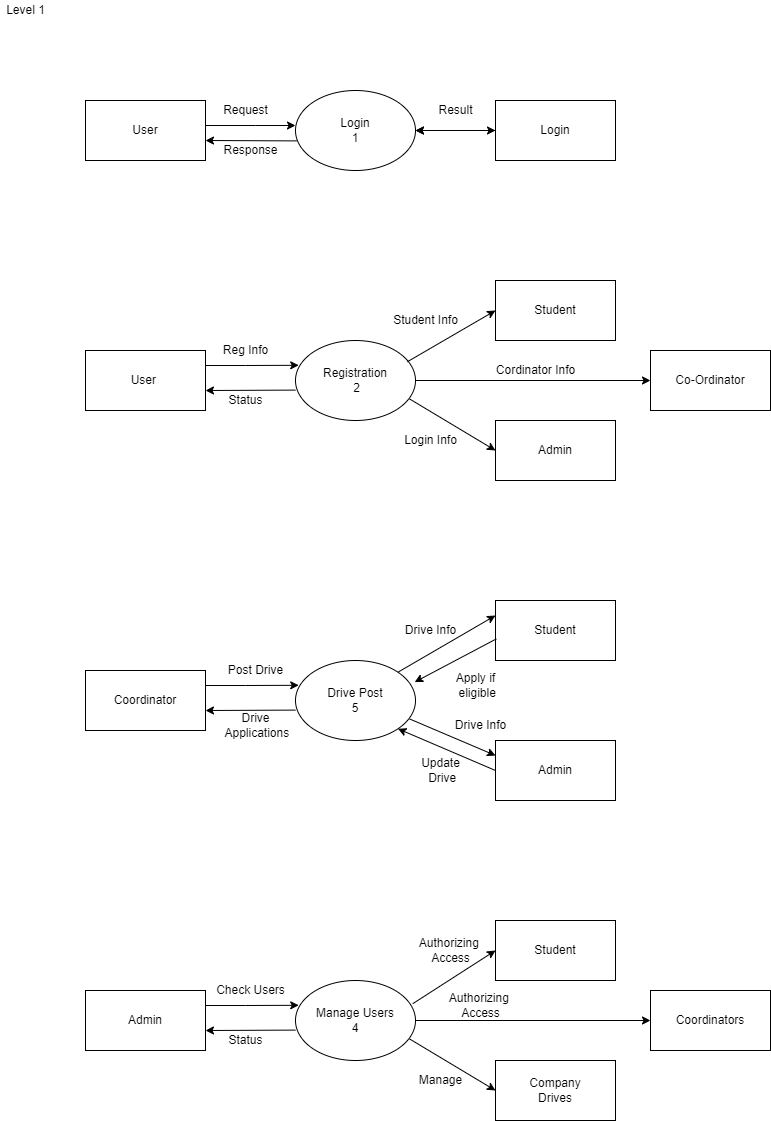 Level 1
Request
User
Login
1
Result
Login
Response
Student
Student Info
Reg Info
User
Registration
2
Cordinator Info
Co-Ordinator
Status
Login Info
Admin
Drive Info
Student
Post Drive
Apply if
eligible
Coordinator
Drive Post
5
Drive
Applications
Drive Info
Update
Drive
Admin
Authorizing
Access
Student
Check Users
Authorizing
Access
Admin
Manage Users
4
Coordinators
Status
Manage
Company
Drives